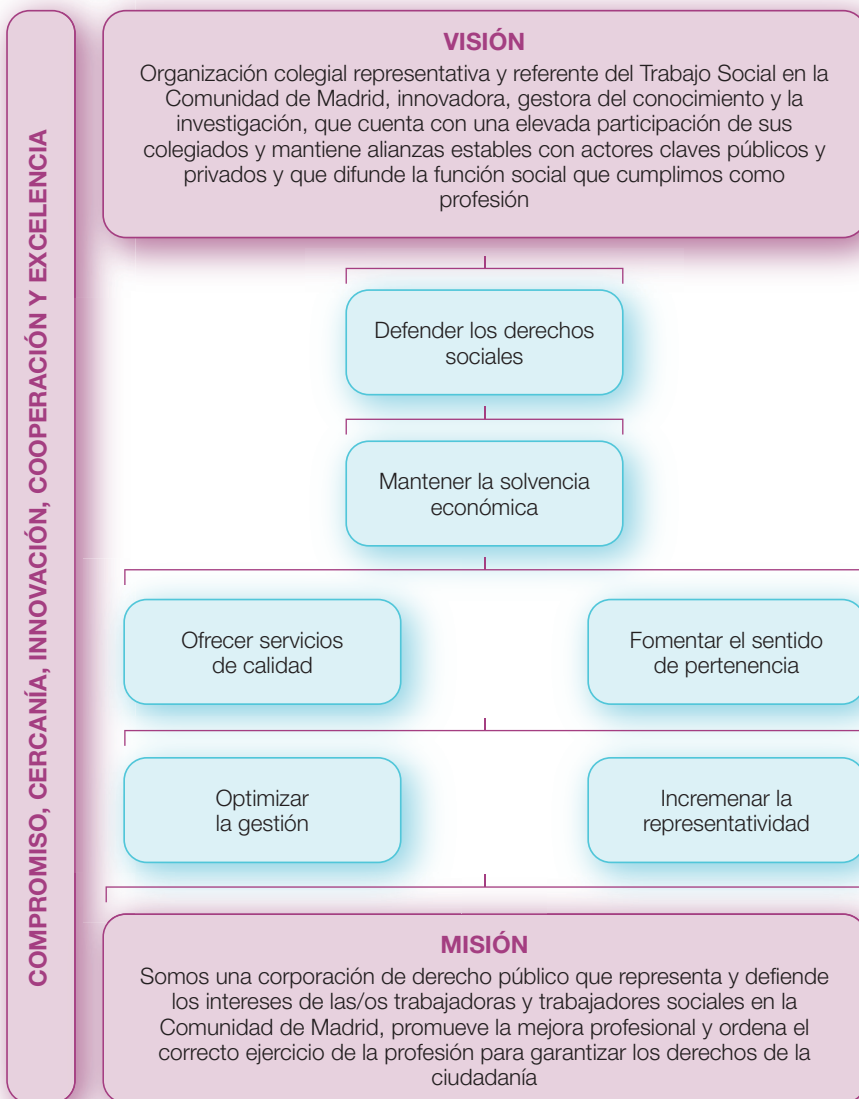 COMPROMISO, CERCANÍA, INNOVACIÓN, COOPERACIÓN Y EXCELENCIA
VISIÓN
Organización colegial representativa y referente del Trabajo Social en la
Comunidad de Madrid, innovadora, gestora del conocimiento y la
investigación, que cuenta con una elevada participación de sus
colegiados y mantiene alianzas estables con actores claves públicos y
privados y que difunde la función social que cumplimos como
profesión
Defender los derechos
sociales
Mantener la solvencia
económica
Ofrecer servicios
de calidad
Fomentar el sentido
de pertenencia
Optimizar
la gestión
Incremenar la
representatividad
MISIÓN
Somos una corporación de derecho público que representa y defiende
los intereses de las/os trabajadoras y trabajadores sociales en la
Comunidad de Madrid, promueve la mejora profesional y ordena el
correcto ejercicio de la profesión para garantizar los derechos de la
ciudadanía